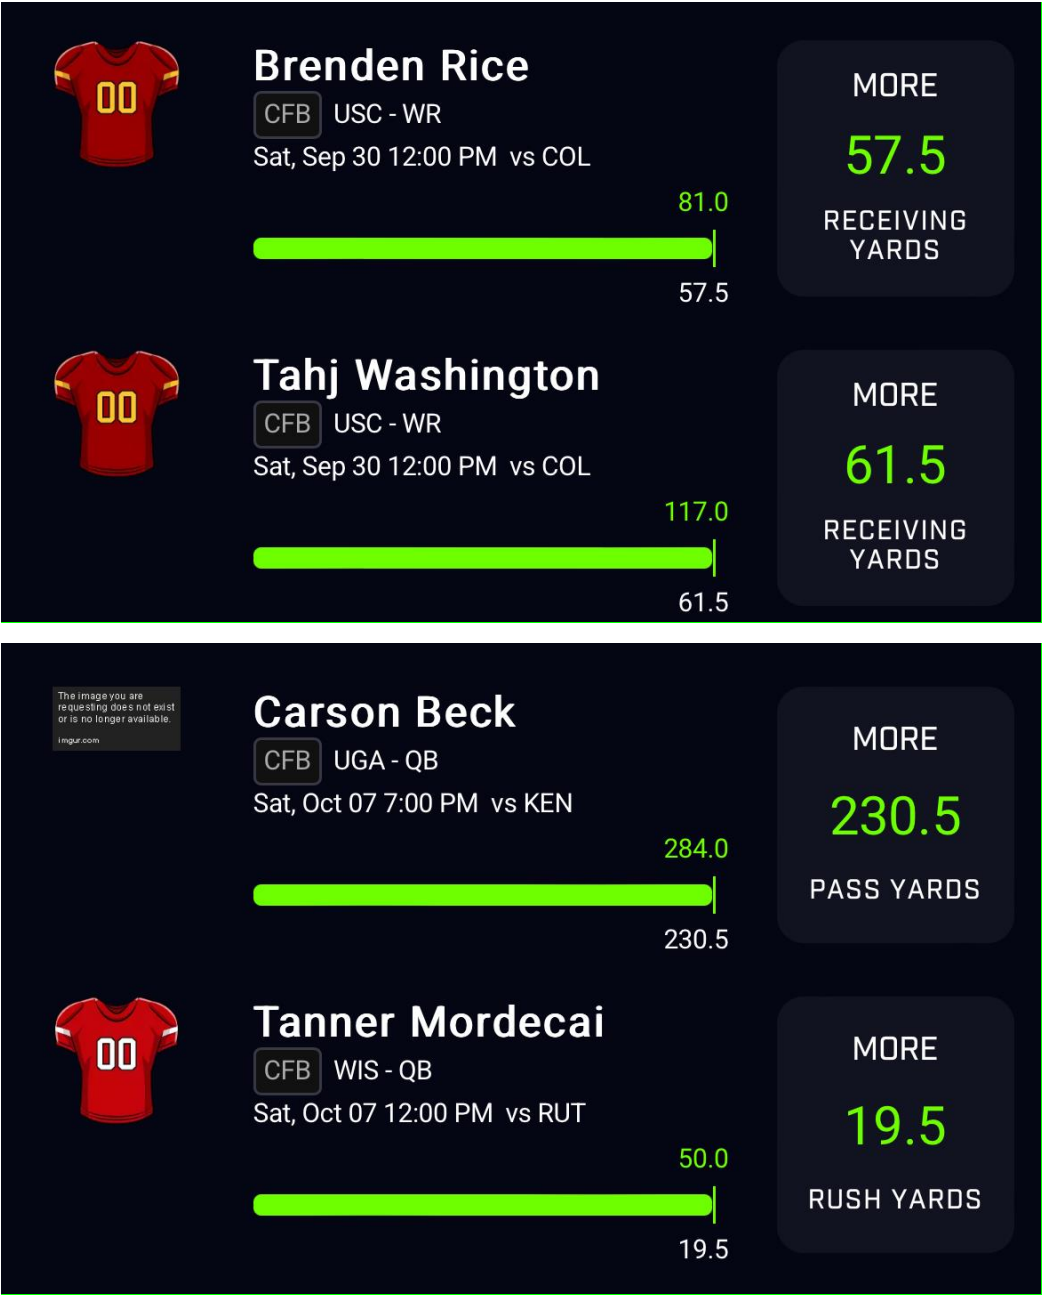 00
Brenden Rice
CFB USC - WR
Sat, Sep 30 12:00 PM vs COL
81.0
57.5
MORE
57.5
RECEIVING
YARDS
00
Tahj Washington
CFB USC - WR
Sat, Sep 30 12:00 PM vs COL
117.0
61.5
MORE
61.5
RECEIVING
YARDS
The image you are
requesting does not exist
or is no longer available.
imgur.com
Carson Beck
CFB UGA - QB
Sat, Oct 07 7:00 PM vs KEN
284.0
230.5
MORE
230.5
PASS YARDS
00
Tanner Mordecai
CFB WIS - QB
Sat, Oct 07 12:00 PM vs RUT
50.0
19.5
MORE
19.5
RUSH YARDS